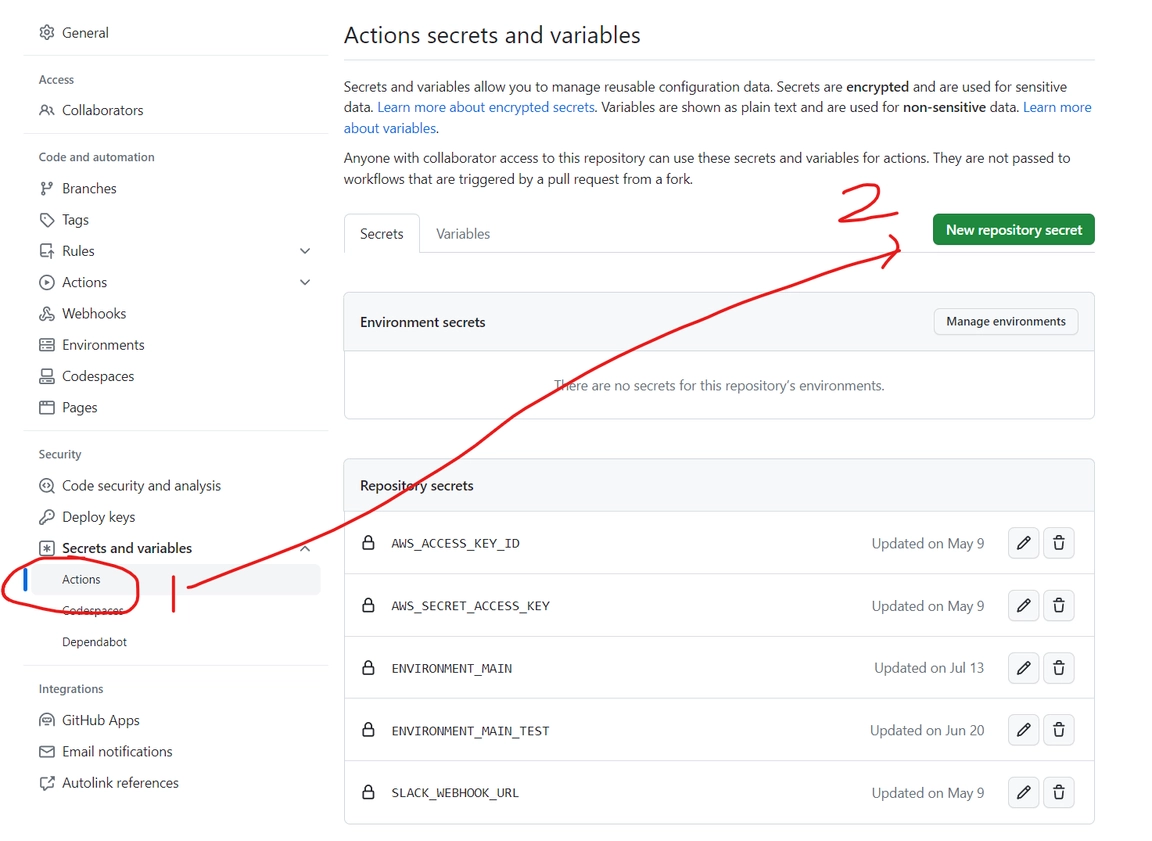 General
Access
Collaborators
Code and automation
Branches
Tags
Rules
Actions
Webhooks
Environments
Codespaces
Pages
Security
Code security and analysis
Deploy keys
Secrets and variables
Actions
1
Codespaces
Dependabot
Integrations
GitHub Apps
Email notifications
Autolink references
Actions secrets and variables
Secrets and variables allow you to manage reusable configuration data. Secrets are encrypted and are used for sensitive
data. Learn more about encrypted secrets. Variables are shown as plain text and are used for non-sensitive data. Learn more
about variables.
Anyone with collaborator access to this repository can use these secrets and variables for actions. They are not passed to
workflows that are triggered by a pull request from a fork.
2
Secrets Variables New repository secret
Environment secrets Manage environments
There are no secrets for this repository's environments.
Repository secrets
AWS_ACCESS_KEY_ID Updated on May 9
AWS_SECRET_ACCESS_KEY Updated on May 9
ENVIRONMENT_MAIN Updated on Jul 13
ENVIRONMENT_MAIN_TEST Updated on Jun 20
SLACK_WEBHOOK_URL Updated on May 9